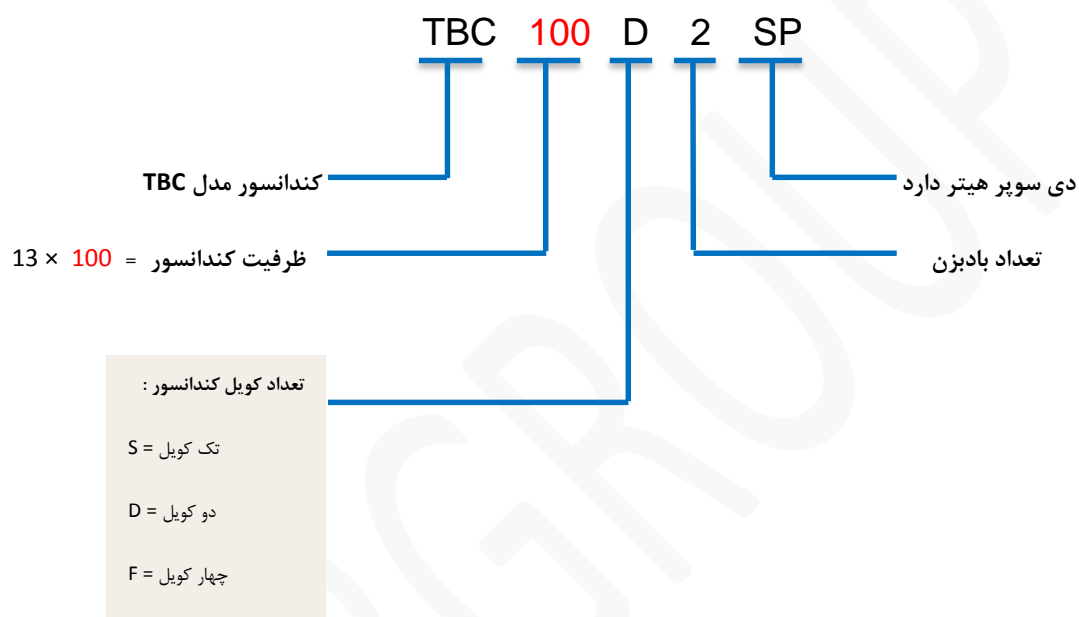 TBC 100 D 2 SP
کندانسور مدل TBC
دی سوپر هیتر دارد
ظرفیت کندانسور = 100 × 13
تعداد بادبزن
تعداد کویل کندانسور :
تک کویل = S
دو کویل = D
چهار کویل = F